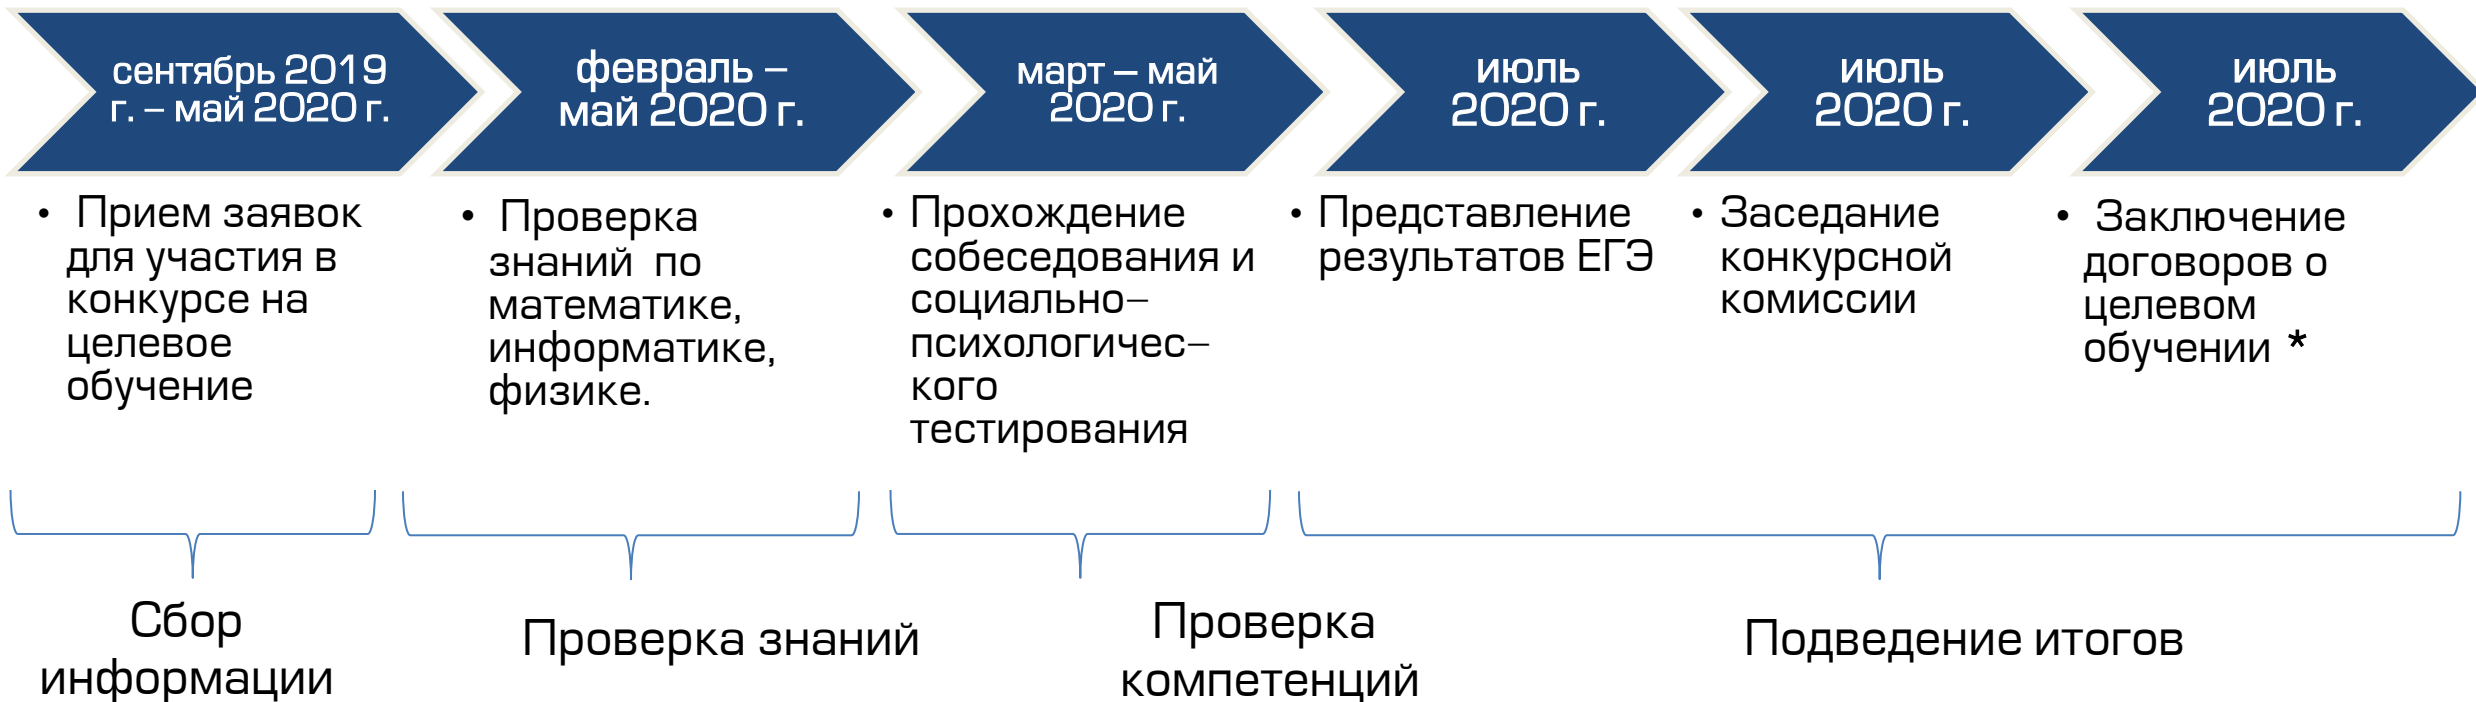 сентябрь 2019
г. – май 2020 г.
февраль –
май 2020 г.
март – май
2020 г.
июль
2020 г.
июль
2020 г.
июль
2020 г.
• Прием заявок
для участия в
конкурсе на
целевое
обучение
• Проверка
знаний по
математике,
информатике,
физике.
• Прохождение
собеседования и
социально–
психологичес–
кого
тестирования
• Представление
результатов ЕГЭ
• Заседание
конкурсной
комиссии
• Заключение
договоров о
целевом
обучении *
Сбор
информации
Проверка знаний
Проверка
компетенций
Подведение итогов